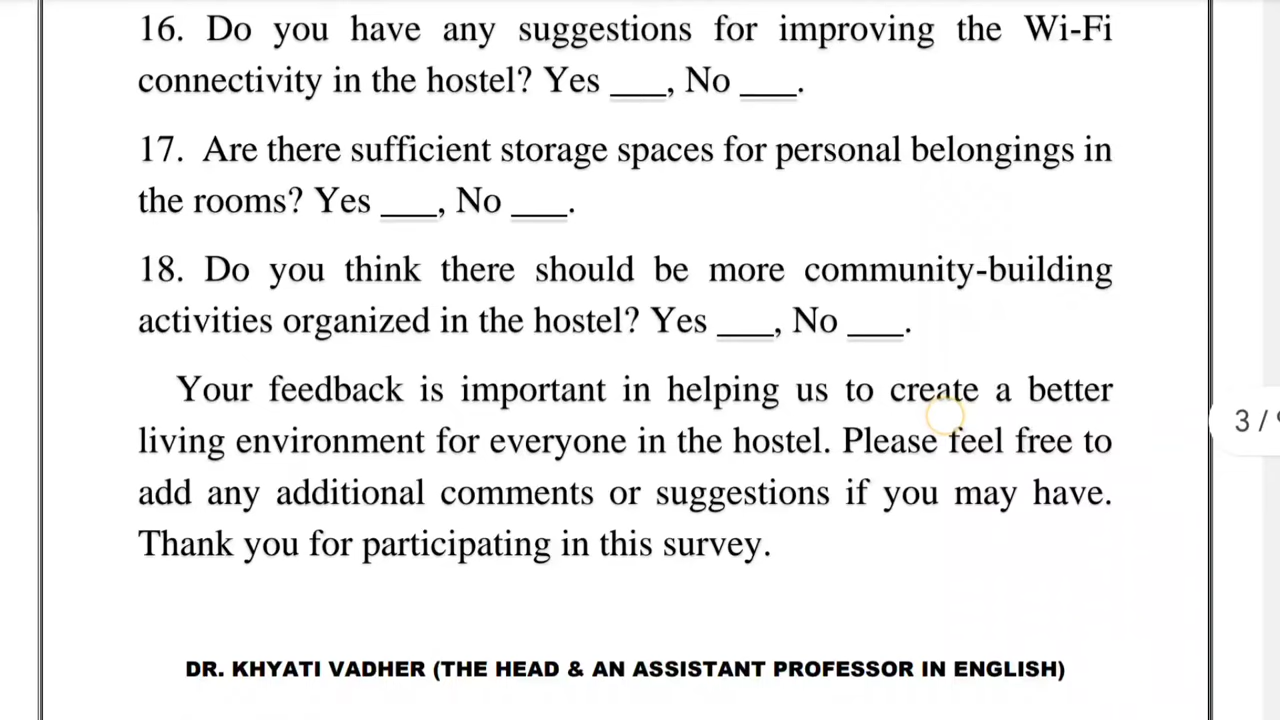 16. Do you have any suggestions for improving the Wi-Fi
connectivity in the hostel? Yes ___, No ___.
17. Are there sufficient storage spaces for personal belongings in
the rooms? Yes ___, No ___.
18. Do you think there should be more community-building
activities organized in the hostel? Yes ___, No ___.
Your feedback is important in helping us to create a better
living environment for everyone in the hostel. Please feel free to
add any additional comments or suggestions if you may have.
Thank you for participating in this survey.
3 /
DR. KHYATI VADHER (THE HEAD & AN ASSISTANT PROFESSOR IN ENGLISH)